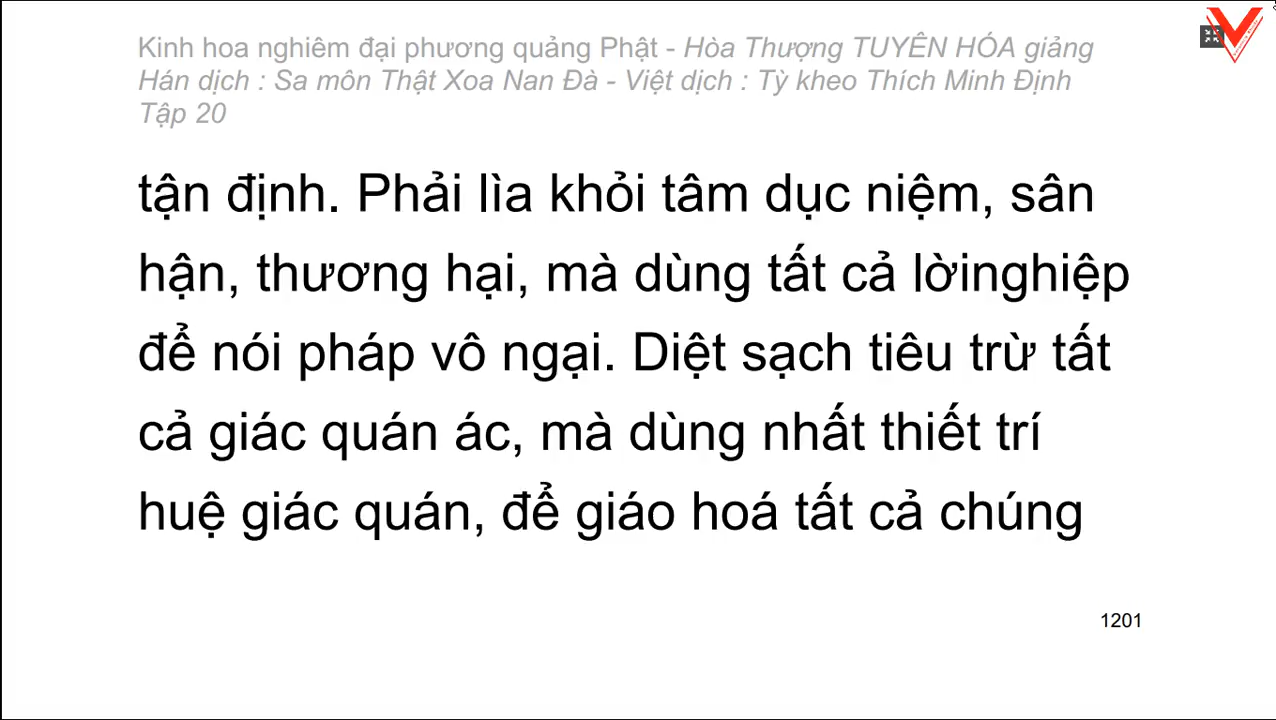 Kinh hoa nghiêm đại phương quảng Phật - Hòa Thượng TUYÊN HÓA giảng
Hán dịch : Sa môn Thật Xoa Nan Đà - Việt dịch : Tỳ kheo Thích Minh Định
Tập 20
tận định. Phải lìa khỏi tâm dục niệm, sân
hận, thương hại, mà dùng tất cả lờinghiệp
để nói pháp vô ngại. Diệt sạch tiêu trừ tất
cả giác quán ác, mà dùng nhất thiết trí
huệ giác quán, để giáo hoá tất cả chúng
1201